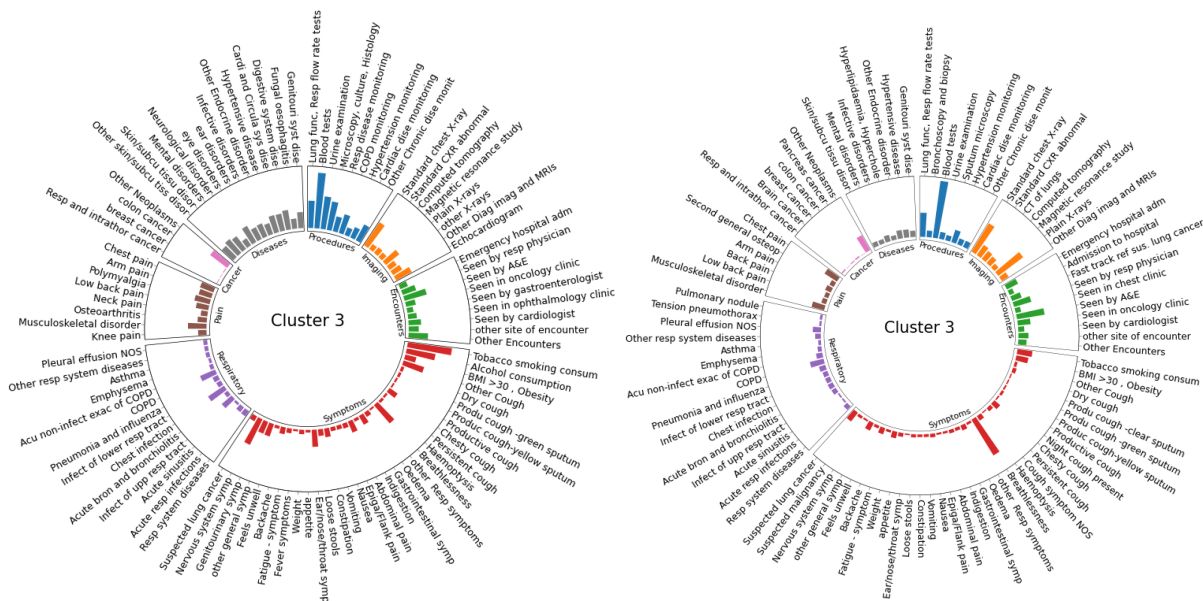 Lung func, Resp flow rate tests
Blood tests
Urine examination
Microscopy, culture, Histology
Resp disease monitoring
COPD monitoring
Hypertension monitoring
Cardiac dise monitoring
Other Chronic dise monit
Standard chest X-ray
Standard CXR abnormal
Computed tomography
Magnetic resonance study
Plain X-rays
other X-rays
Other Diag imag and MRIs
Echocardiogram
Emergency hospital adm
Seen by resp physician
Seen by A&E
Seen in oncology clinic
Seen by gastroenterologist
Seen in ophthalmology clinic
Seen by cardiologist
other site of encounter
Other Encounters
Tobacco smoking consum
Alcohol consumption
BMI >30 , Obesity
Other Cough
Dry cough
Produ cough -green sputum
Produc cough-yellow sputum
Productive cough
Chesty cough
Persistent cough
Haemoptysis
Breathlessness
other Resp symptoms
Oedema
Gastrointestinal symp
Indigestion
Abdominal pain
Epiga/Flank pain
Nausea
Vomiting
Constipation
Loose stools
Ear/nose/throat symp
appetite
Weight
Fever symptoms
Fatigue - symptom
Backache
Feels unwell
other general symp
Genitourinary symp
Nervous system symp
Suspected lung cancer
Resp system diseases
Acute resp infections
Acute sinusitis
Infect of upp resp tract
Acute bron and bronchiolitis
Chest infection
Infect of lower resp tract
Pneumonia and influenza
COPD
Acu non-infect exac of COPD
Emphysema
Asthma
Other resp system diseases
Pleural effusion NOS
Knee pain
Musculoskeletal disorder
Osteoarthritis
Neck pain
Low back pain
Polymyalgia
Arm pain
Chest pain
Resp and intrathor cancer
breast cancer
colon cancer
Other Neoplasms
Other skin/subcu tiss
Skin/subcu tissu disor
Mental disorders
Neurological disorder
eye disorders
ear disorders
Infective disorders
Other Endocrine disorder
Hypertensive disease
Cardi and Circula sys dise
Digestive system dise
Fungal oesophagitis
Genitouri syst dise
Procedures
Imaging
Encounters
Symptoms
Respiratory
Pain
Cancer
Diseases
Cluster 3
Lung func, Resp flow rate tests
Bronchoscopy and biopsy
Blood tests
Urine examination
Sputum microscopy
Hypertension monitoring
Cardiac dise monitoring
Other Chronic dise monit
Standard chest X-ray
Standard CXR abnormal
CT of lungs
Computed tomography
Magnetic resonance study
Plain X-rays
Other Diag imag and MRIs
Emergency hospital adm
Admission to hospital
Fast track ref sus. lung cancer
Seen by resp physician
Seen in chest clinic
Seen by A&E
Seen in oncology clinic
Seen by cardiologist
other site of encounter
Other Encounters
Tobacco smoking consum
BMI >30 , Obesity
Other Cough
Dry cough
Produ cough -clear sputum
Produ cough -green sputum
Produc cough-yellow sputum
Productive cough
Night cough present
Chesty cough
Persistent cough
Cough symptom NOS
Haemoptysis
Breathlessness
other Resp symptoms
Oedema
Gastrointestinal symp
Indigestion
Abdominal pain
Epiga/Flank pain
Nausea
Vomiting
Constipation
Loose stools
Ear/nose/throat symp
appetite
Weight
Fatigue - symptom
Backache
Feels unwell
other general symp
Nervous system symp
Suspected malignancy
Suspected lung cancer
Resp system diseases
Acute resp infections
Acute sinusitis
Infect of upp resp tract
Acute bron and bronchiolitis
Chest infection
Infect of lower resp tract
Pneumonia and influenza
COPD
Acu non-infect exac of COPD
Emphysema
Asthma
Other resp system diseases
Pleural effusion NOS
Tension pneumothorax
Pulmonary nodule
Musculoskeletal disorder
Low back pain
Back pain
Arm pain
Second general osteop
Chest pain
Resp and intrathor cancer
Brain cancer
breast cancer
colon cancer
Pancreas cancer
Other Neoplasms
Skin/subcu tissu disor
Mental disorders
Infective disorders
Hyperlipidaemia, Hyperchole
Other Endocrine disorder
Hypertensive disease
Genitouri syst dise
Procedures
Imaging
Encounters
Symptoms
Respiratory
Pain
Cancer
Diseases
Cluster 3